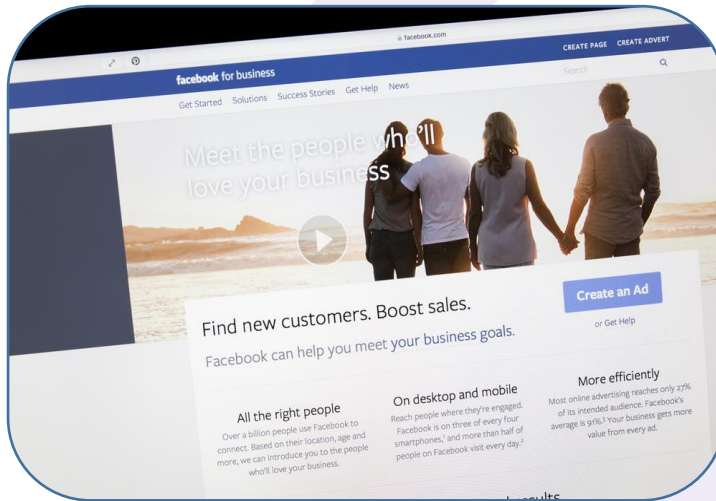 facebook.com
facebook for business
CREATE PAGE CREATE ADVERT
Get Started Solutions Success Stories Get Help News
Search
Meet the people who'll
love your business
Find new customers. Boost sales.
Facebook can help you meet your business goals.
Create an Ad
or Get Help
All the right people
Over a billion people use Facebook to
connect. Based on their location, age and
more, we can introduce you to the people
who'll love your business.
On desktop and mobile
Reach people where they're engaged.
Facebook is on three of every four
smartphones,¹ and more than half of
people on Facebook visit every day.²
More efficiently
Most online advertising reaches only 27%
of its intended audience. Facebook's
average is 91%.³ Your business gets more
value from every ad.